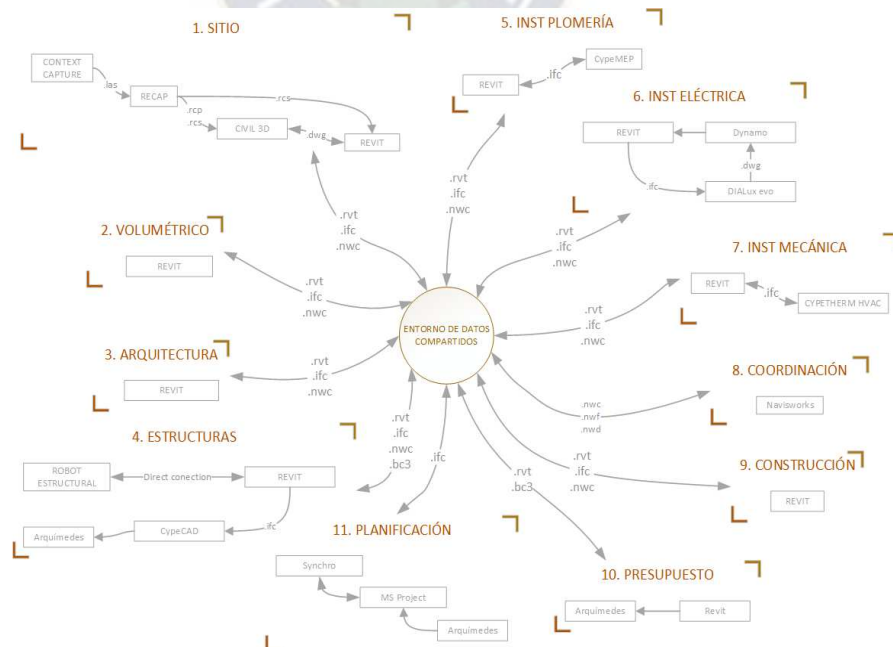 1. SITIO
CONTEXT
CAPTURE
.las
RECAP
.rcs
.rcp
.rcs
CIVIL 3D
.dwg
REVIT
.rvt
.ifc
.nwc
5. INST PLOMERÍA
CypeMEP
.ifc
REVIT
.rvt
.ifc
.nwc
6. INST ELÉCTRICA
REVIT
Dynamo
.dwg
.ifc
DIALux evo
.rvt
.ifc
.nwc
2. VOLUMÉTRICO
REVIT
.rvt
.ifc
.nwc
7. INST MECÁNICA
REVIT
.ifc
CYPETHERM HVAC
.rvt
.ifc
.nwc
ENTORNO DE DATOS
COMPARTIDOS
3. ARQUITECTURA
REVIT
.rvt
.ifc
.nwc
8. COORDINACIÓN
Navisworks
.nwc
.nwf
.nwd
4. ESTRUCTURAS
ROBOT
ESTRUCTURAL
Direct conection
REVIT
.ifc
CypeCAD
Arquimedes
.rvt
.ifc
.nwc
.bc3
9. CONSTRUCCIÓN
REVIT
.rvt
.ifc
.nwc
11. PLANIFICACIÓN
Synchro
MS Project
Arquimedes
.ifc
10. PRESUPUESTO
Arquimedes
Revit
.rvt
.bc3